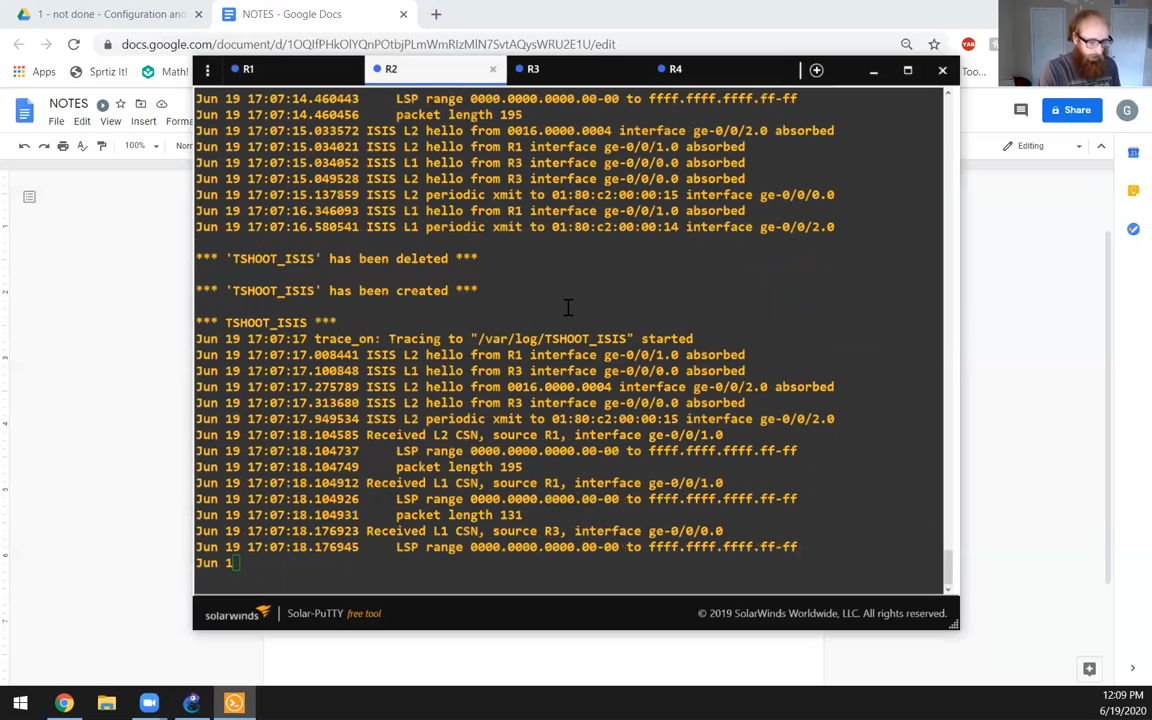 1 - not done - Configuration and
NOTES - Google Docs
docs.google.com/document/d/1OQIfPHkOlYQnPOtbjPLmWmRIzMlN7SvtAQysWRU2E1U/edit
YAB
Apps
Sprtiz It!
Math!
Too...
R1
R2
R3
R4
NOTES
File
Edit
View
Insert
Forma
Share
G
100%
Nor
Editing
Jun 19 17:07:14.460443 LSP range 0000.0000.0000.00-00 to ffff.ffff.ffff.ff-ff
Jun 19 17:07:14.460456 packet length 195
Jun 19 17:07:15.033572 ISIS L2 hello from 0016.0000.0004 interface ge-0/0/2.0 absorbed
Jun 19 17:07:15.034021 ISIS L2 hello from R1 interface ge-0/0/1.0 absorbed
Jun 19 17:07:15.034052 ISIS L1 hello from R3 interface ge-0/0/0.0 absorbed
Jun 19 17:07:15.049528 ISIS L2 hello from R3 interface ge-0/0/0.0 absorbed
Jun 19 17:07:15.137859 ISIS L2 periodic xmit to 01:80:c2:00:00:15 interface ge-0/0/0.0
Jun 19 17:07:16.346093 ISIS L1 hello from R1 interface ge-0/0/1.0 absorbed
Jun 19 17:07:16.580541 ISIS L1 periodic xmit to 01:80:c2:00:00:14 interface ge-0/0/2.0
*** 'TSHOOT_ISIS' has been deleted ***
*** 'TSHOOT_ISIS' has been created ***
*** TSHOOT_ISIS ***
Jun 19 17:07:17 trace_on: Tracing to "/var/log/TSHOOT_ISIS" started
Jun 19 17:07:17.008441 ISIS L2 hello from R1 interface ge-0/0/1.0 absorbed
Jun 19 17:07:17.100848 ISIS L1 hello from R3 interface ge-0/0/0.0 absorbed
Jun 19 17:07:17.275789 ISIS L2 hello from 0016.0000.0004 interface ge-0/0/2.0 absorbed
Jun 19 17:07:17.313680 ISIS L2 hello from R3 interface ge-0/0/0.0 absorbed
Jun 19 17:07:17.949534 ISIS L2 periodic xmit to 01:80:c2:00:00:15 interface ge-0/0/2.0
Jun 19 17:07:18.104585 Received L2 CSN, source R1, interface ge-0/0/1.0
Jun 19 17:07:18.104737 LSP range 0000.0000.0000.00-00 to ffff.ffff.ffff.ff-ff
Jun 19 17:07:18.104749 packet length 195
Jun 19 17:07:18.104912 Received L1 CSN, source R1, interface ge-0/0/1.0
Jun 19 17:07:18.104926 LSP range 0000.0000.0000.00-00 to ffff.ffff.ffff.ff-ff
Jun 19 17:07:18.104931 packet length 131
Jun 19 17:07:18.176923 Received L1 CSN, source R3, interface ge-0/0/0.0
Jun 19 17:07:18.176945 LSP range 0000.0000.0000.00-00 to ffff.ffff.ffff.ff-ff
Jun 1
solarwinds Solar-PuTTY free tool © 2019 SolarWinds Worldwide, LLC. All rights reserved.
12:09 PM
6/19/2020